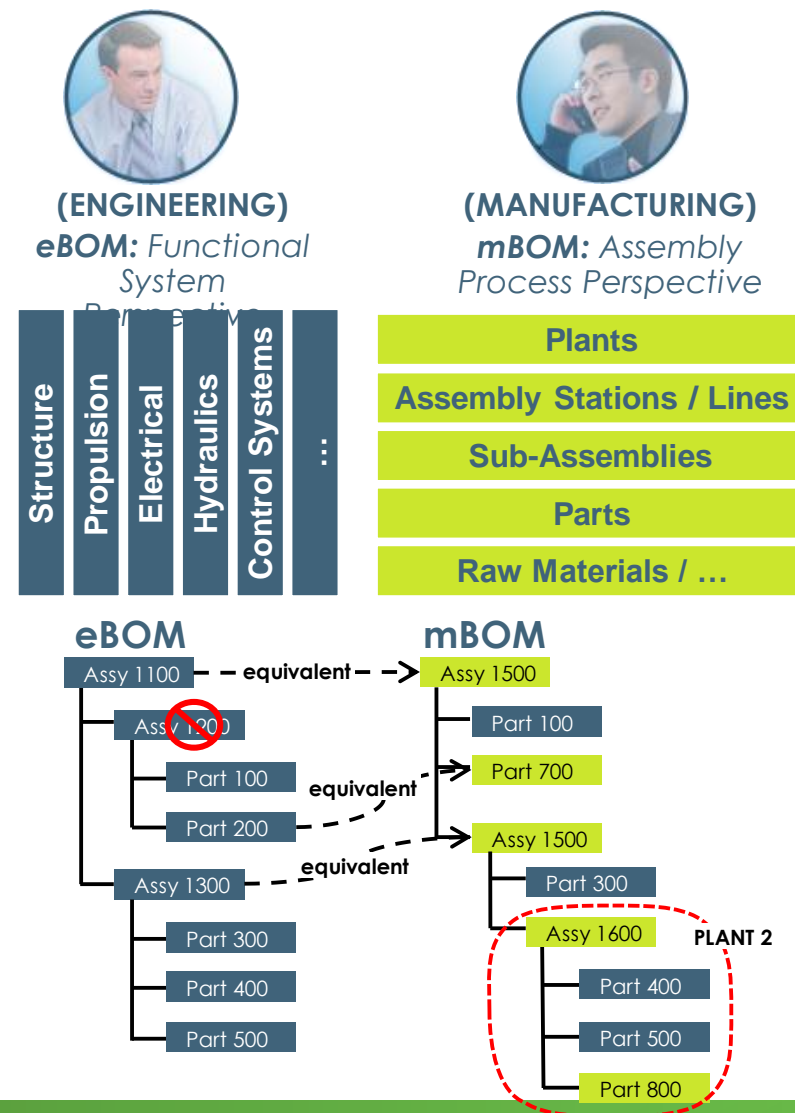 (ENGINEERING)
eBOM: Functional
System
Perspective
(MANUFACTURING)
mBOM: Assembly
Process Perspective
Structure
Propulsion
Electrical
Hydraulics
Control Systems
...
Plants
Assembly Stations / Lines
Sub-Assemblies
Parts
Raw Materials / ...
eBOM
Assy 1100
Assy 1200
Part 100
Part 200
Assy 1300
Part 300
Part 400
Part 500
equivalent
equivalent
equivalent
mBOM
Assy 1500
Part 100
Part 700
Assy 1500
Part 300
Assy 1600
PLANT 2
Part 400
Part 500
Part 800